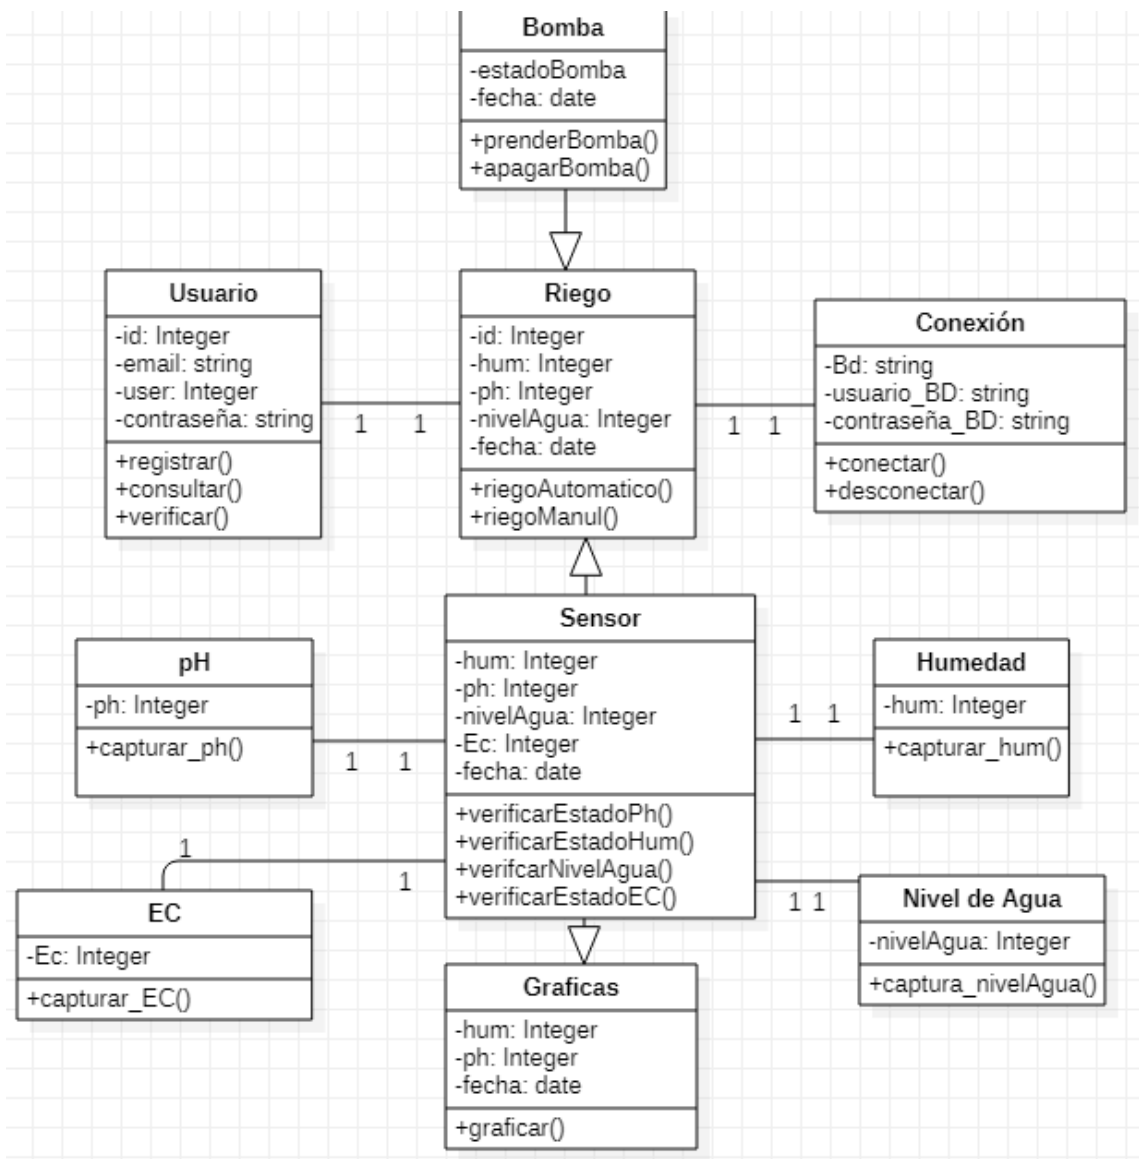 Bomba
-estadoBomba
-fecha: date
+prenderBomba()
+apagarBomba()
Usuario
-id: Integer
-email: string
-user: Integer
-contraseña: string
+registrar()
+consultar()
+verificar()
1
1
Riego
-id: Integer
-hum: Integer
-ph: Integer
-nivelAgua: Integer
-fecha: date
+riegoAutomatico()
+riegoManul()
1
1
Conexión
-Bd: string
-usuario_BD: string
-contraseña_BD: string
+conectar()
+desconectar()
pH
-ph: Integer
+capturar_ph()
1
1
Sensor
-hum: Integer
-ph: Integer
-nivelAgua: Integer
-Ec: Integer
-fecha: date
+verificarEstadoPh()
+verificarEstadoHum()
+verifcarNivelAgua()
+verificarEstadoEC()
1
1
Humedad
-hum: Integer
+capturar_hum()
1
1
EC
-Ec: Integer
+capturar_EC()
1
1
Nivel de Agua
-nivelAgua: Integer
+captura_nivelAgua()
Graficas
-hum: Integer
-ph: Integer
-fecha: date
+graficar()